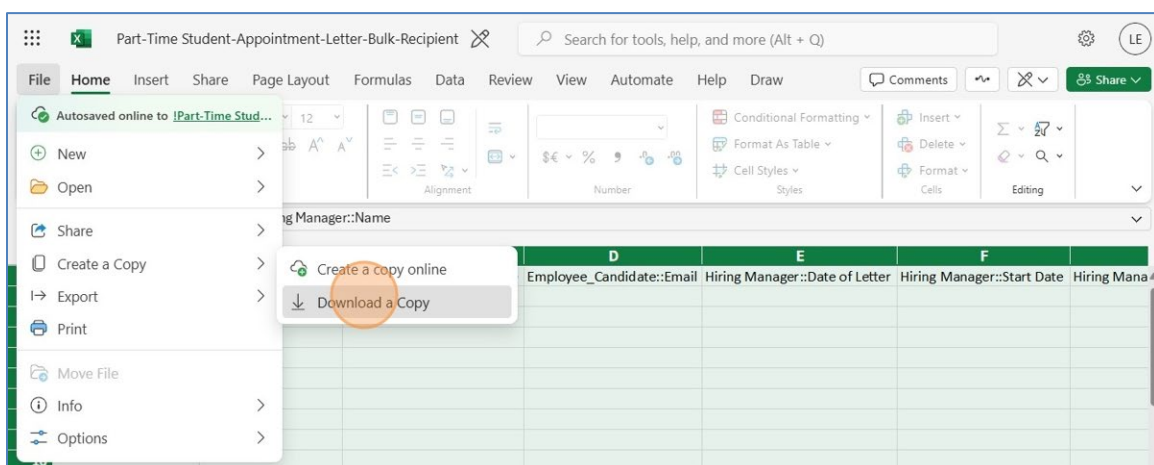 Part-Time Student-Appointment-Letter-Bulk-Recipient
Search for tools, help, and more (Alt + Q)
LE
File Home Insert Share Page Layout Formulas Data Review View Automate Help Draw Comments Share
Autosaved online to !Part-Time Stud...
12
ab A^ A˅
$€ % 9
Conditional Formatting
Format As Table
Cell Styles
Insert
Delete
Format
Alignment Number Styles Cells Editing
New
Open
Share
Create a Copy
Export
Print
Move File
Info
Options
ng Manager::Name
Create a copy online
Download a Copy
D E F
Employee_Candidate::Email Hiring Manager::Date of Letter Hiring Manager::Start Date Hiring Mana